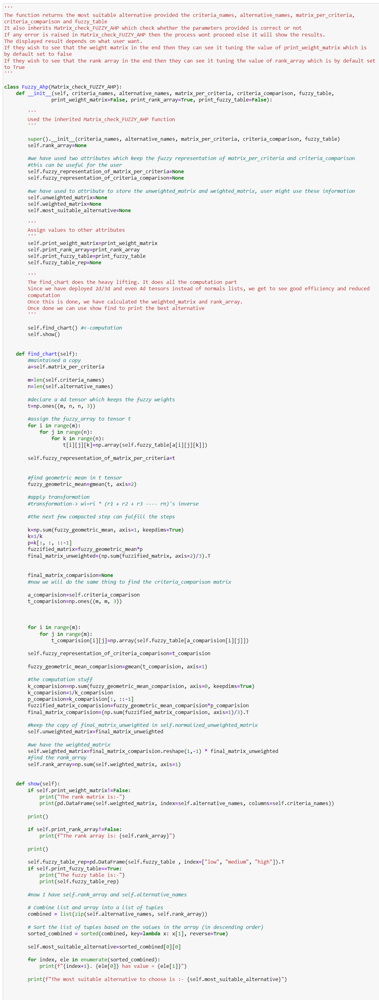 '''
The function returns the most suitable alternative provided the criteria_names, alternative_names, matrix_per_criteria,
criteria_comparison and fuzzy_table
It also inherits Matrix_check_FUZZY_AHP which check whether the parameters provided is correct or not
If any error is raised in Matrix_check_FUZZY_AHP then the process wont proceed else it will show the results.
The displayed result depends on what user want.
If they wish to see that the weight matrix in the end then they can see it tuning the value of print_weight_matrix which is
by default set to false
If they wish to see that the rank array in the end then they can see it tuning the value of rank_array which is by default set
to True
'''

class Fuzzy_Ahp(Matrix_check_FUZZY_AHP):
    def __init__(self, criteria_names, alternative_names, matrix_per_criteria, criteria_comparison, fuzzy_table,
                print_weight_matrix=False, print_rank_array=True, print_fuzzy_table=False):

        '''
        Used the inherited Matrix_check_FUZZY_AHP function
        '''

        super().__init__(criteria_names, alternative_names, matrix_per_criteria, criteria_comparison, fuzzy_table)
        self.rank_array=None

        #we have used two attributes which keep the fuzzy representation of matrix_per_criteria and criteria_comparison
        #this can be useful for the user
        self.fuzzy_representation_of_matrix_per_criteria=None
        self.fuzzy_representation_of_criteria_comparison=None

        #we have used to attribute to store the unweighted_matrix and weighted_matrix, user might use these information
        self.unweighted_matrix=None
        self.weighted_matrix=None
        self.most_suitable_alternative=None

        '''
        Assign values to other attributes
        '''
        self.print_weight_matrix=print_weight_matrix
        self.print_rank_array=print_rank_array
        self.print_fuzzy_table=print_fuzzy_table
        self.fuzzy_table_rep=None

        '''
        The find_chart does the heavy lifting. It does all the computation part
        Since we have deployed 2d/3d and even 4d tensors instead of normals lists, we get to see good efficiency and reduced
        computation
        Once this is done, we have calculated the weighted_matrix and rank_array.
        Once done we can use show find to print the best alternative
        '''

        self.find_chart() #<-computation
        self.show()


    def find_chart(self):
        #maintained a copy
        a=self.matrix_per_criteria

        m=len(self.criteria_names)
        n=len(self.alternative_names)

        #declare a 4d tensor which keeps the fuzzy weights
        t=np.ones((m, n, n, 3))

        #assign the fuzzy_array to tensor t
        for i in range(m):
            for j in range(n):
                for k in range(n):
                    t[i][j][k]=np.array(self.fuzzy_table[a[i][j][k]])

        self.fuzzy_representation_of_matrix_per_criteria=t


        #find geometric mean in t tensor
        fuzzy_geometric_mean=gmean(t, axis=2)

        #apply transformation
        #transformation-> wi=ri * (r1 + r2 + r3 ---- rn)'s inverse

        #the next few compacted step can fulfill the steps

        k=np.sum(fuzzy_geometric_mean, axis=1, keepdims=True)
        k=1/k
        p=k[:, :, ::-1]
        fuzzified_matrix=fuzzy_geometric_mean*p
        final_matrix_unweighted=(np.sum(fuzzified_matrix, axis=2)/3).T


        final_matrix_comparision=None
        #now we will do the same thing to find the criteria_comparison matrix

        a_comparision=self.criteria_comparison
        t_comparision=np.ones((m, m, 3))



        for i in range(m):
            for j in range(m):
                t_comparision[i][j]=np.array(self.fuzzy_table[a_comparision[i][j]])

        self.fuzzy_representation_of_criteria_comparison=t_comparision

        fuzzy_geometric_mean_comparision=gmean(t_comparision, axis=1)

        #the computation stuff
        k_comparision=np.sum(fuzzy_geometric_mean_comparision, axis=0, keepdims=True)
        k_comparision=1/k_comparision
        p_comparision=k_comparision[:, ::-1]
        fuzzified_matrix_comparision=fuzzy_geometric_mean_comparision*p_comparision
        final_matrix_comparision=(np.sum(fuzzified_matrix_comparision, axis=1)/3).T

        #keep the copy of final_matrix_unweighted in self.normalized_unweighted_matrix
        self.unweighted_matrix=final_matrix_unweighted

        #we have the weighted_matrix
        self.weighted_matrix=final_matrix_comparision.reshape(1,-1) * final_matrix_unweighted
        #find the rank_array
        self.rank_array=np.sum(self.weighted_matrix, axis=1)


    def show(self):
        if self.print_weight_matrix!=False:
            print("The rank matrix is:-")
            print(pd.DataFrame(self.weighted_matrix, index=self.alternative_names, columns=self.criteria_names))

        print()

        if self.print_rank_array!=False:
            print(f"The rank array is: {self.rank_array}")

        print()

        self.fuzzy_table_rep=pd.DataFrame(self.fuzzy_table , index=["low", "medium", "high"]).T
        if self.print_fuzzy_table==True:
            print("The fuzzy table is:-")
            print(self.fuzzy_table_rep)

        #now I have self.rank_array and self.alternative_names

        # Combine list and array into a list of tuples
        combined = list(zip(self.alternative_names, self.rank_array))

        # Sort the list of tuples based on the values in the array (in descending order)
        sorted_combined = sorted(combined, key=lambda x: x[1], reverse=True)

        self.most_suitable_alternative=sorted_combined[0][0]

        for index, ele in enumerate(sorted_combined):
            print(f"{index+1}. {ele[0]} has value = {ele[1]}")

        print(f"The most suitable alternative to choose is :- {self.most_suitable_alternative}")